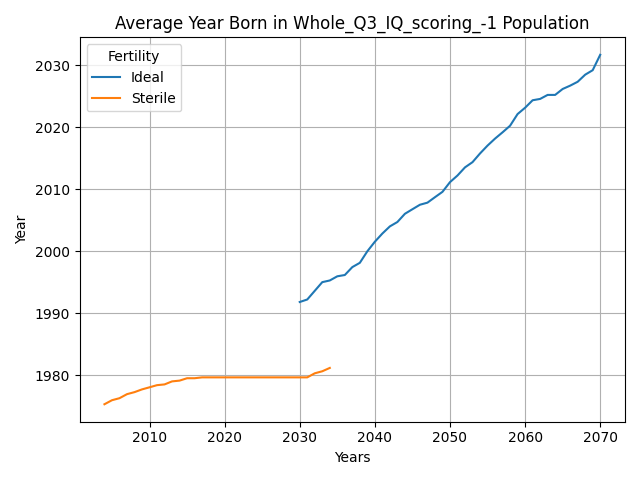 Average Year Born in Whole_Q3_IQ_scoring_-1 Population
Fertility
Ideal
Sterile
Year
2030
2020
2010
2000
1990
1980
2010 2020 2030 2040 2050 2060 2070
Years